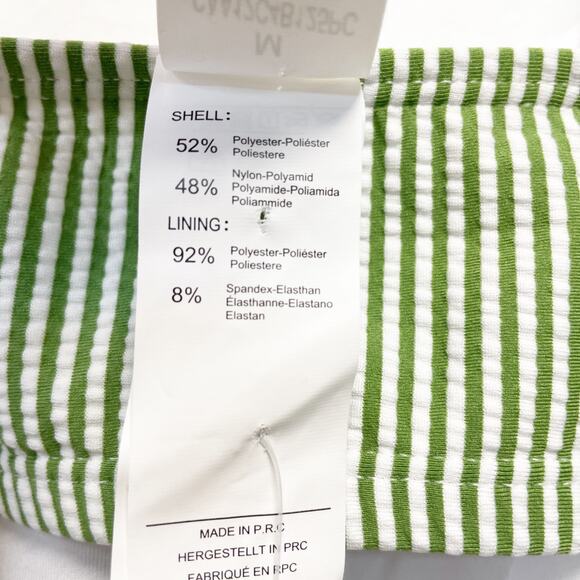 CAA12C4B125PC
M
SHELL:
52% Polyester-Poliéster
Poliestere
48% Nylon-Polyamid
Polyamide-Poliamida
Poliammide
LINING:
92% Polyester-Poliéster
Poliestere
8% Spandex-Elasthan
Élasthanne-Elastano
Elastan
MADE IN P.R.C
HERGESTELLT IN PRC
FABRIQUÉ EN RPC